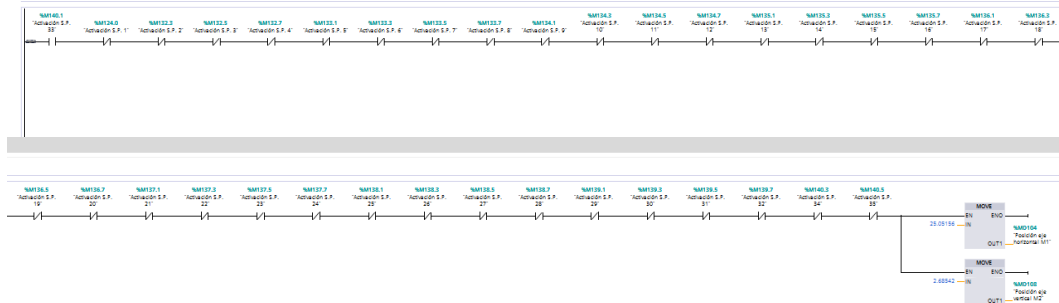 %M140.1 %M124.0 %M132.3 %M132.5 %M132.7 %M133.1 %M133.3 %M133.5 %M133.7 %M134.1 %M134.3 %M134.5 %M134.7 %M135.1 %M135.3 %M135.5 %M135.7 %M136.1 %M136.3
"Activación S.P. "Activación S.P. 1" "Activación S.P. 2" "Activación S.P. 3" "Activación S.P. 4" "Activación S.P. 5" "Activación S.P. 6" "Activación S.P. 7" "Activación S.P. 8" "Activación S.P. 9" "Activación S.P. "Activación S.P. "Activación S.P. "Activación S.P. "Activación S.P. "Activación S.P. "Activación S.P. "Activación S.P. "Activación S.P.
33" 10" 11" 12" 13" 14" 15" 16" 17" 18"
%M136.5 %M136.7 %M137.1 %M137.3 %M137.5 %M137.7 %M138.1 %M138.3 %M138.5 %M138.7 %M139.1 %M139.3 %M139.5 %M139.7 %M140.3 %M140.5
"Activación S.P. "Activación S.P. "Activación S.P. "Activación S.P. "Activación S.P. "Activación S.P. "Activación S.P. "Activación S.P. "Activación S.P. "Activación S.P. "Activación S.P. "Activación S.P. "Activación S.P. "Activación S.P. "Activación S.P. "Activación S.P.
19" 20" 21" 22" 23" 24" 25" 26" 27" 28" 29" 30" 31" 32" 34" 35"
MOVE
EN ENO
25.05156 IN
%MD104
"Posición eje
OUT1 horizontal M1"
MOVE
EN ENO
2.68542 IN
%MD108
"Posición eje
OUT1 vertical M2"